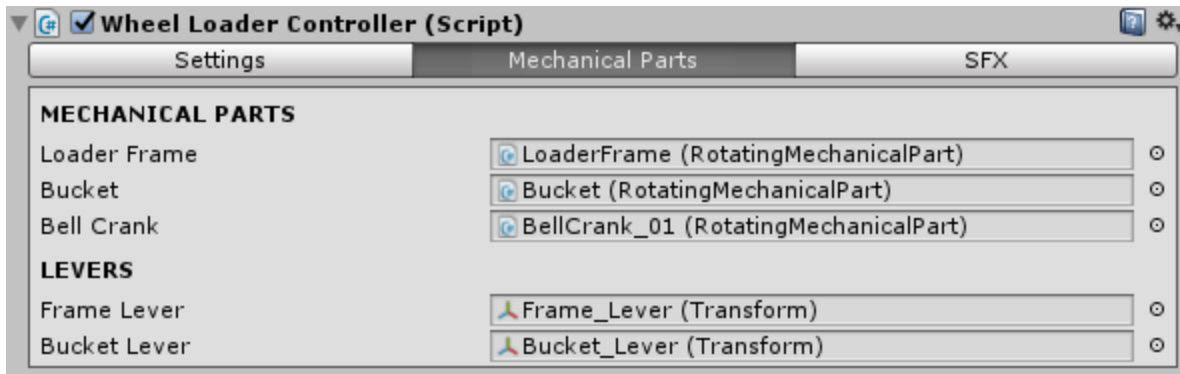 Wheel Loader Controller (Script)
Settings Mechanical Parts SFX
MECHANICAL PARTS
Loader Frame LoaderFrame (RotatingMechanicalPart)
Bucket Bucket (RotatingMechanicalPart)
Bell Crank BellCrank_01 (RotatingMechanicalPart)
LEVERS
Frame Lever Frame_Lever (Transform)
Bucket Lever Bucket_Lever (Transform)